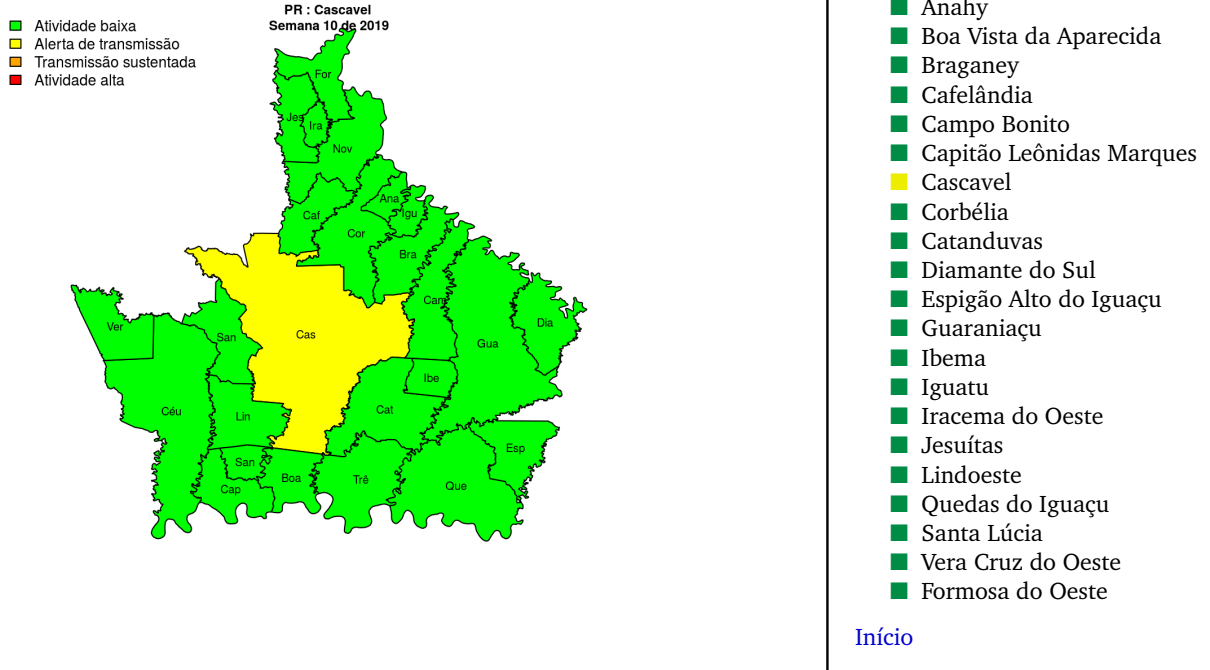 PR : Cascavel
Semana 10 de 2019
Atividade baixa
Alerta de transmissão
Transmissão sustentada
Atividade alta
For
Jes
Ira
Nov
Ana
Igu
Caf
Cor
Bra
Cam
Ver
San
Cas
Gua
Dia
Ibe
Céu
Lin
Cat
San
Cap
Boa
Trê
Que
Esp
Anahy
Boa Vista da Aparecida
Braganey
Cafelândia
Campo Bonito
Capitão Leônidas Marques
Cascavel
Corbélia
Catanduvas
Diamante do Sul
Espigão Alto do Iguaçu
Guaraniaçu
Ibema
Iguatu
Iracema do Oeste
Jesuítas
Lindoeste
Quedas do Iguaçu
Santa Lúcia
Vera Cruz do Oeste
Formosa do Oeste
Início